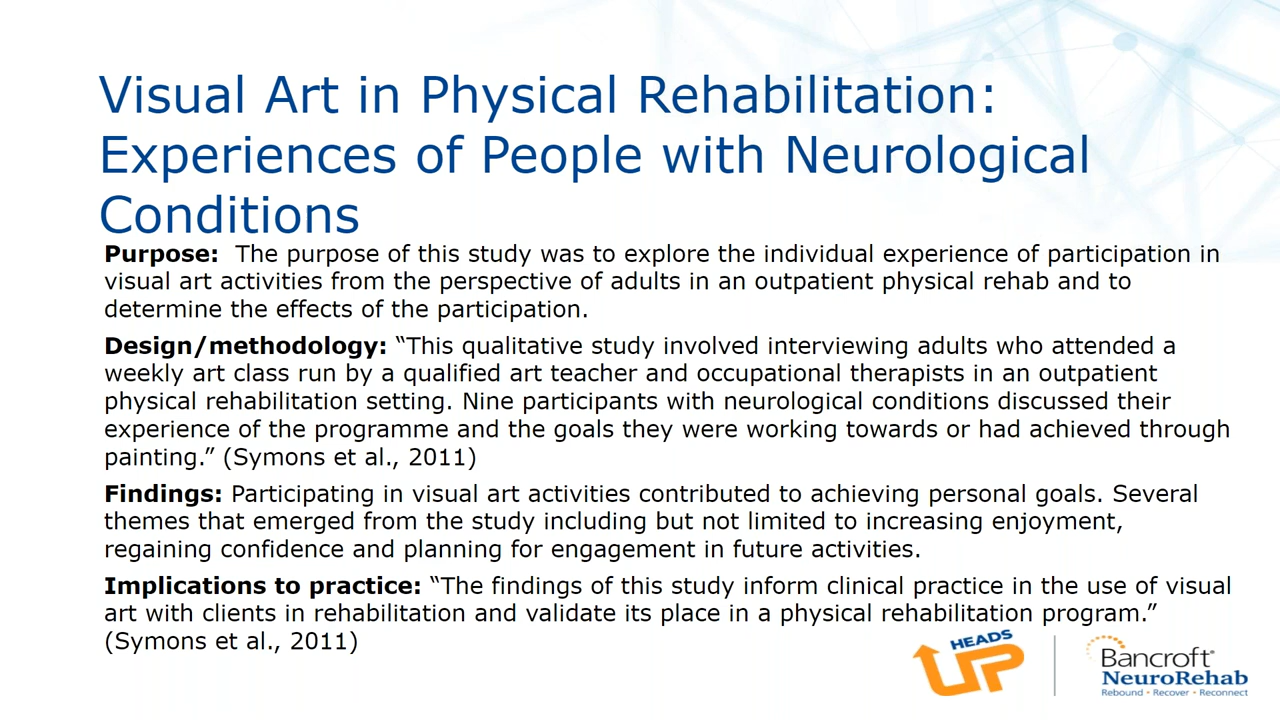 Visual Art in Physical Rehabilitation:
Experiences of People with Neurological
Conditions
Purpose:  The purpose of this study was to explore the individual experience of participation in
visual art activities from the perspective of adults in an outpatient physical rehab and to
determine the effects of the participation.
Design/methodology: “This qualitative study involved interviewing adults who attended a
weekly art class run by a qualified art teacher and occupational therapists in an outpatient
physical rehabilitation setting. Nine participants with neurological conditions discussed their
experience of the programme and the goals they were working towards or had achieved through
painting.” (Symons et al., 2011)
Findings: Participating in visual art activities contributed to achieving personal goals. Several
themes that emerged from the study including but not limited to increasing enjoyment,
regaining confidence and planning for engagement in future activities.
Implications to practice: “The findings of this study inform clinical practice in the use of visual
art with clients in rehabilitation and validate its place in a physical rehabilitation program.”
(Symons et al., 2011)
HEADS
UP
Bancroft®
NeuroRehab
Rebound • Recover • Reconnect